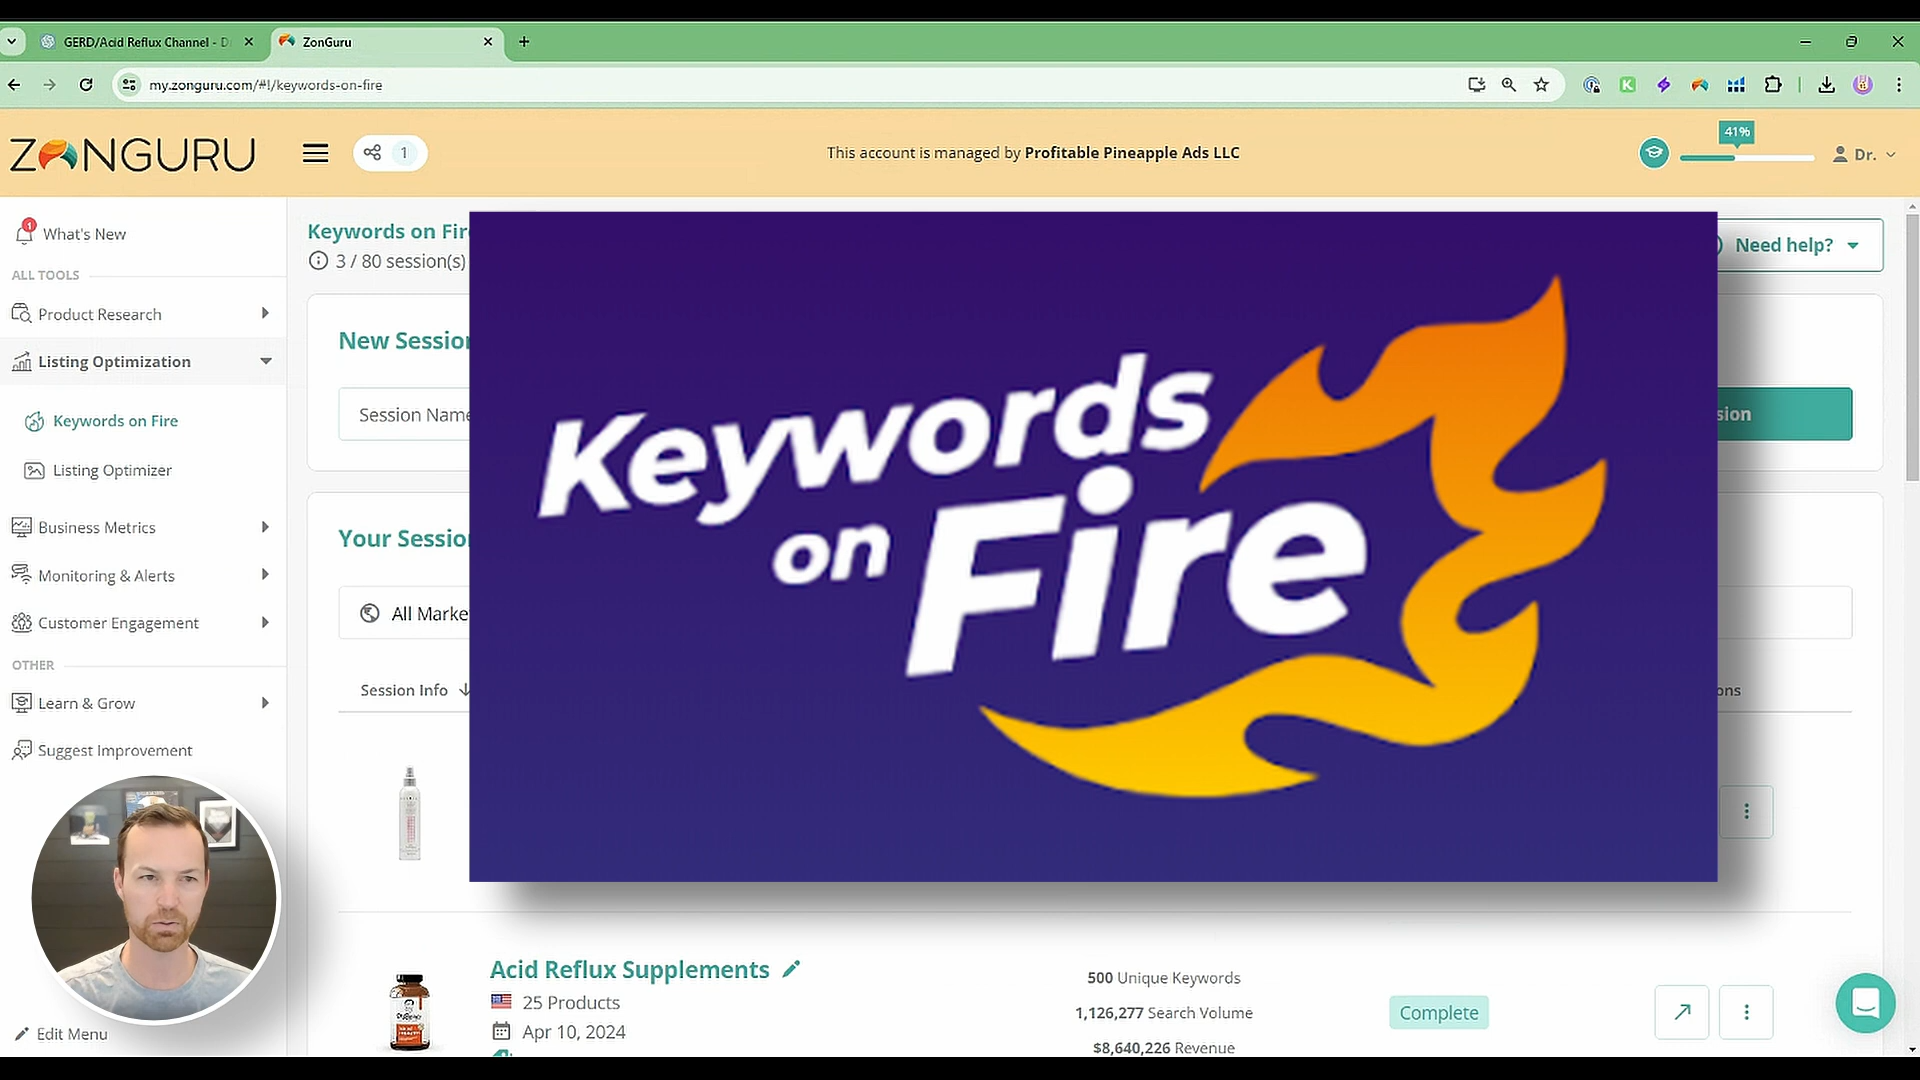 GERD/Acid Reflux Channel - D
ZonGuru
my.zonguru.com/#!/keywords-on-fire
ZONGURU
1
This account is managed by Profitable Pineapple Ads LLC
41%
Dr.
1
What's New
ALL TOOLS
Product Research
Listing Optimization
Keywords on Fire
Listing Optimizer
Business Metrics
Monitoring & Alerts
Customer Engagement
OTHER
Learn & Grow
Suggest Improvement
Edit Menu
Keywords on Fire
3 / 80 session(s)
Need help?
New Session
Session Name
sion
Your Session
All Marke
Session Info
ons
Keywords
on Fire
Acid Reflux Supplements
25 Products
Apr 10, 2024
500 Unique Keywords
1,126,277 Search Volume
$8,640,226 Revenue
Complete